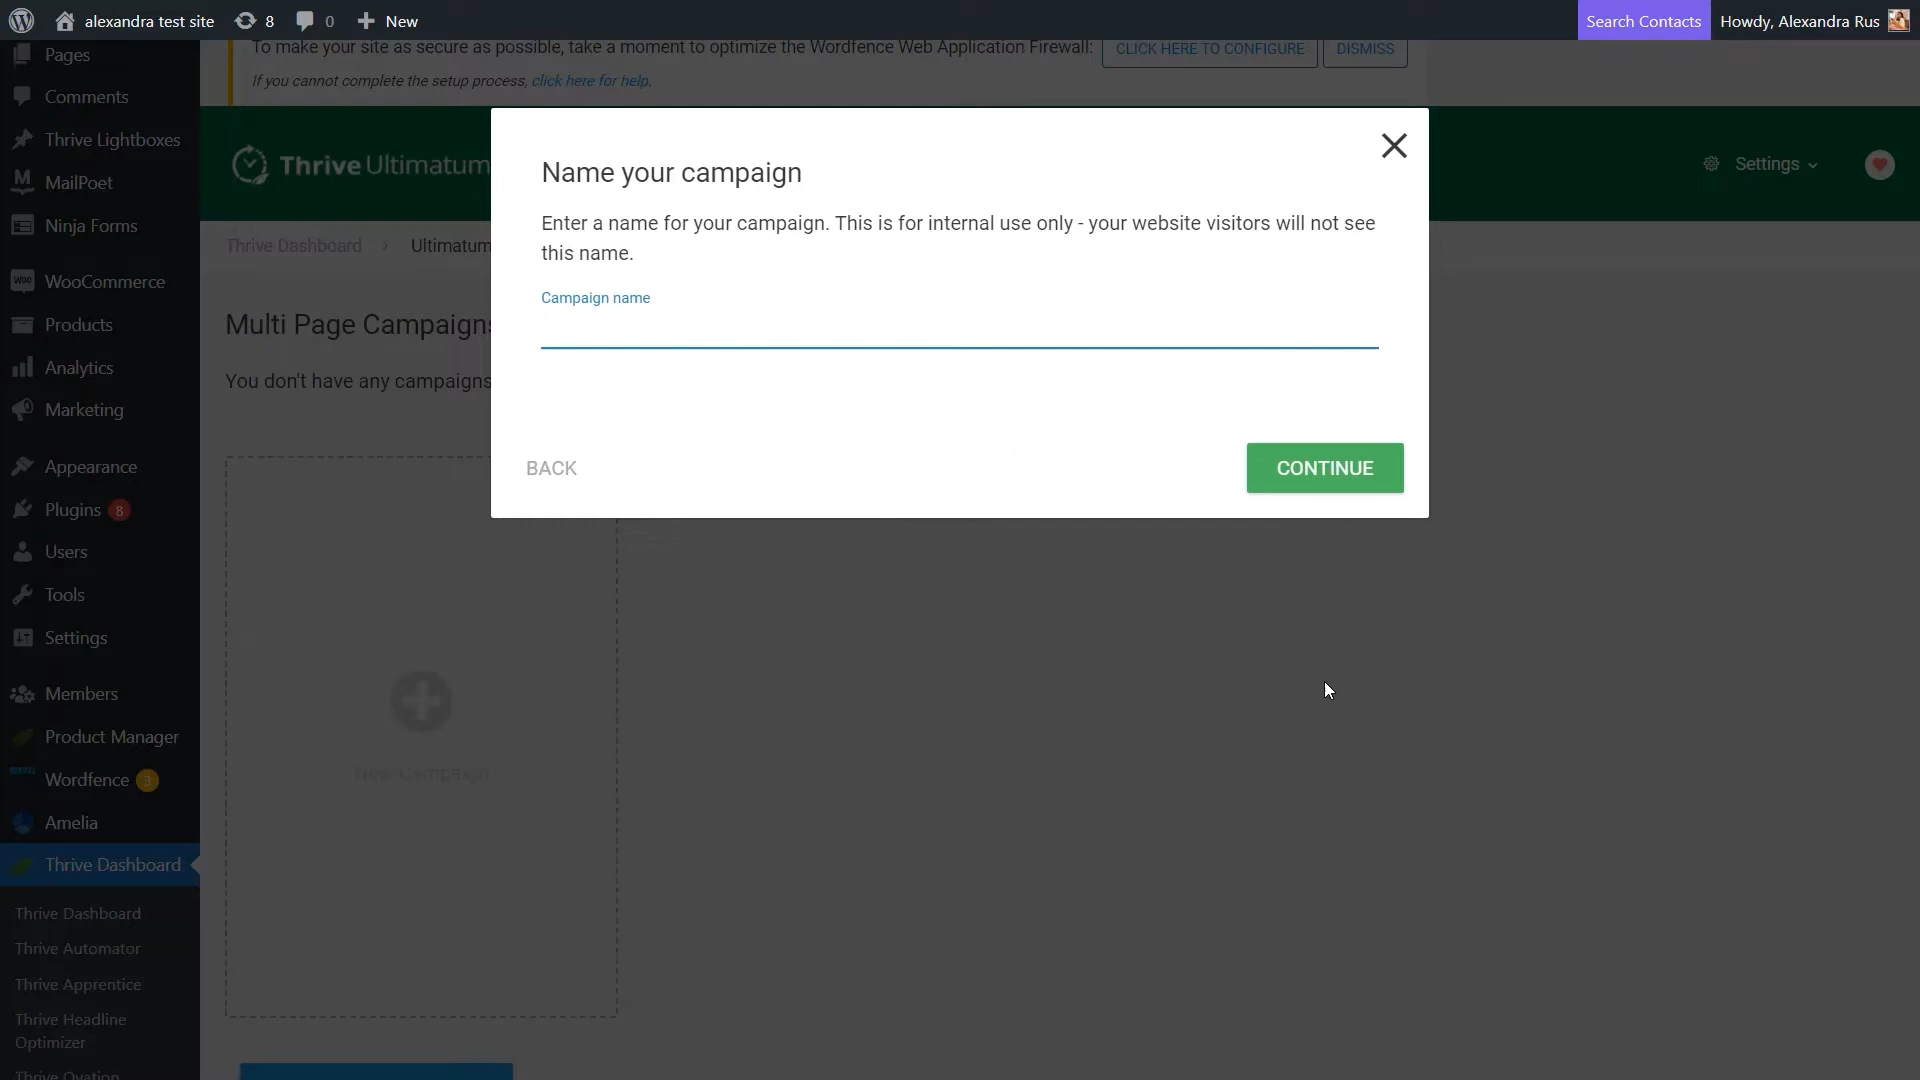 alexandra test site
8
0
New
Search Contacts
Howdy, Alexandra Rus
Pages
Comments
Thrive Lightboxes
MailPoet
Ninja Forms
WooCommerce
Products
Analytics
Marketing
Appearance
Plugins 8
Users
Tools
Settings
Members
Product Manager
Wordfence 3
Amelia
Thrive Dashboard
Thrive Dashboard
Thrive Automator
Thrive Apprentice
Thrive Headline
Optimizer
Thrive Ovation
To make your site as secure as possible, take a moment to optimize the Wordfence Web Application Firewall:
CLICK HERE TO CONFIGURE
DISMISS
If you cannot complete the setup process, click here for help.
Thrive Ultimatum
Settings
Thrive Dashboard
Ultimatum
Multi Page Campaigns
You don't have any campaigns
New Campaign
Name your campaign
Enter a name for your campaign. This is for internal use only - your website visitors will not see
this name.
Campaign name
BACK
CONTINUE